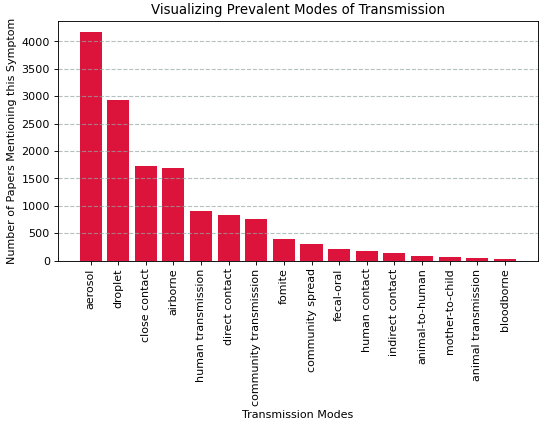 Visualizing Prevalent Modes of Transmission
Number of Papers Mentioning this Symptom
4000
3500
3000
2500
2000
1500
1000
500
0
aerosol
droplet
close contact
airborne
human transmission
direct contact
community transmission
fomite
community spread
fecal-oral
human contact
indirect contact
animal-to-human
mother-to-child
animal transmission
bloodborne
Transmission Modes